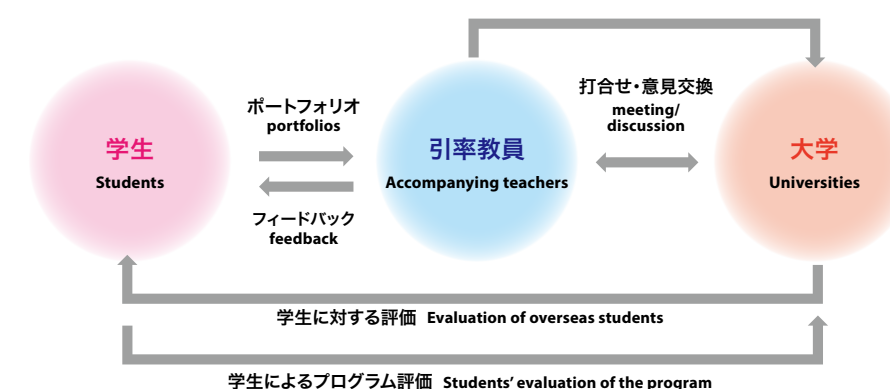 打合せ・意見交換
meeting/
discussion
ポートフォリオ
portfolios
学生
Students
引率教員
Accompanying teachers
大学
Universities
フィードバック
feedback
学生に対する評価 Evaluation of overseas students
学生によるプログラム評価 Students' evaluation of the program